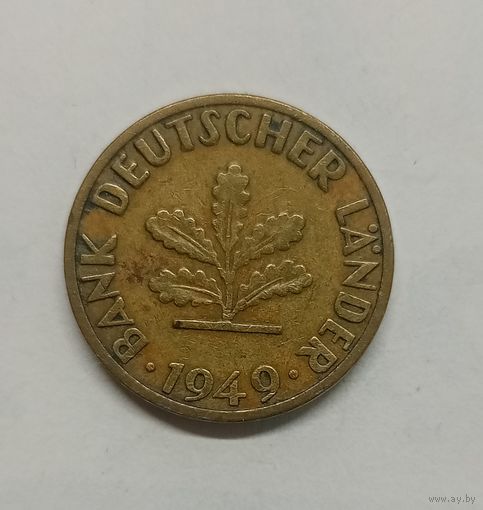 BANK DEUTSCHER LÄNDER
· 1949 ·
www.ay.by